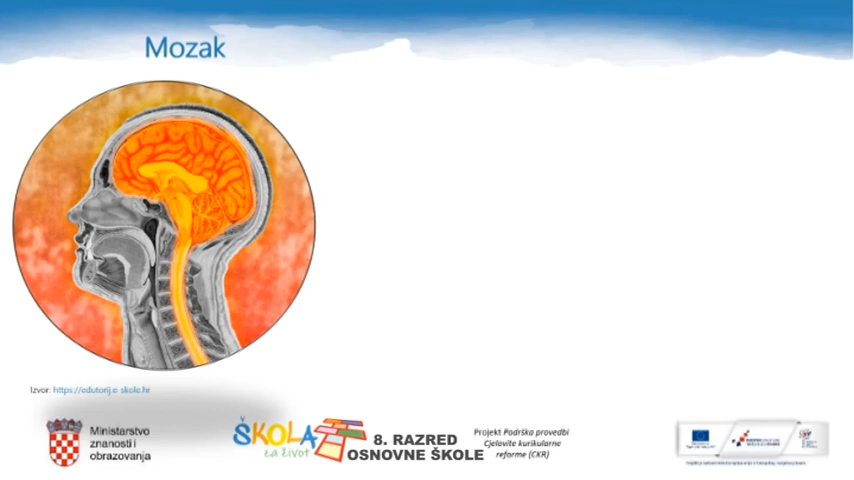 Mozak
Izvor: https://edutorij.e-skole.hr
Ministarstvo
znanosti i
obrazovanja
ŠKOLA
za život
8. RAZRED
OSNOVNE ŠKOLE
Projekt Podrška provedbi
Cjelovite kurikularne
reforme (CKR)